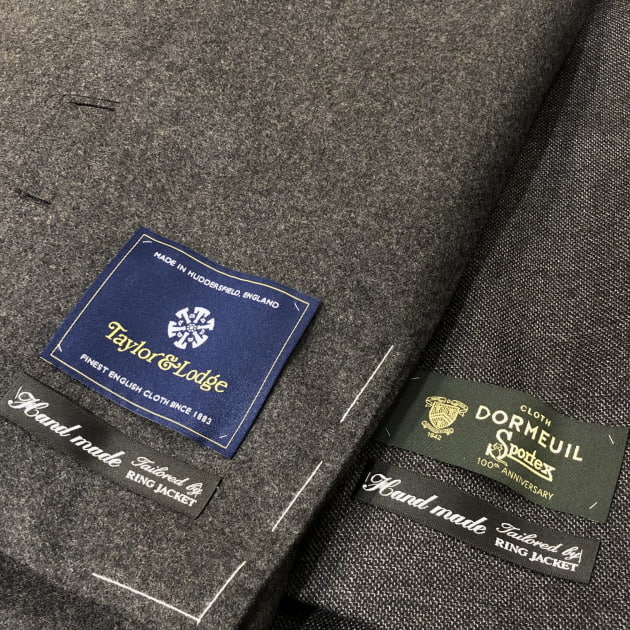 MADE IN HUDDERSFIELD, ENGLAND
Taylor & Lodge
FINEST ENGLISH CLOTH SINCE 1883
Hand made
Tailored by
RING JACKET
CLOTH
DORMEUIL
1842
Sportex
100th ANNIVERSARY
Hand made
Tailored by
RING JACKET